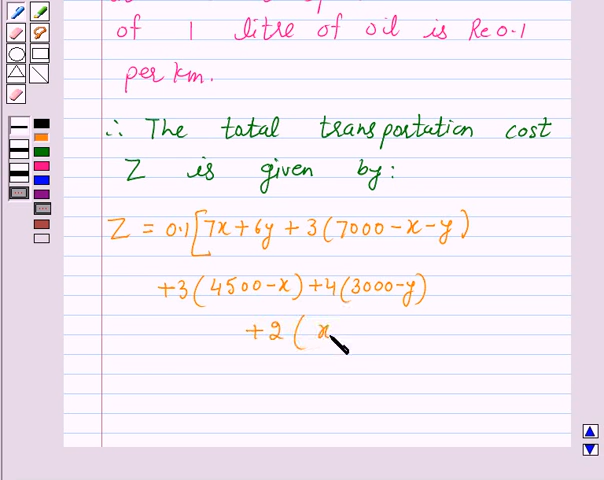 of 1 litre of oil is Re 0.1
per km.
∴ The total transportation cost
Z is given by:
Z = 0.1[7x+6y+3(7000-x-y)
+3(4500-x)+4(3000-y)
+2(x